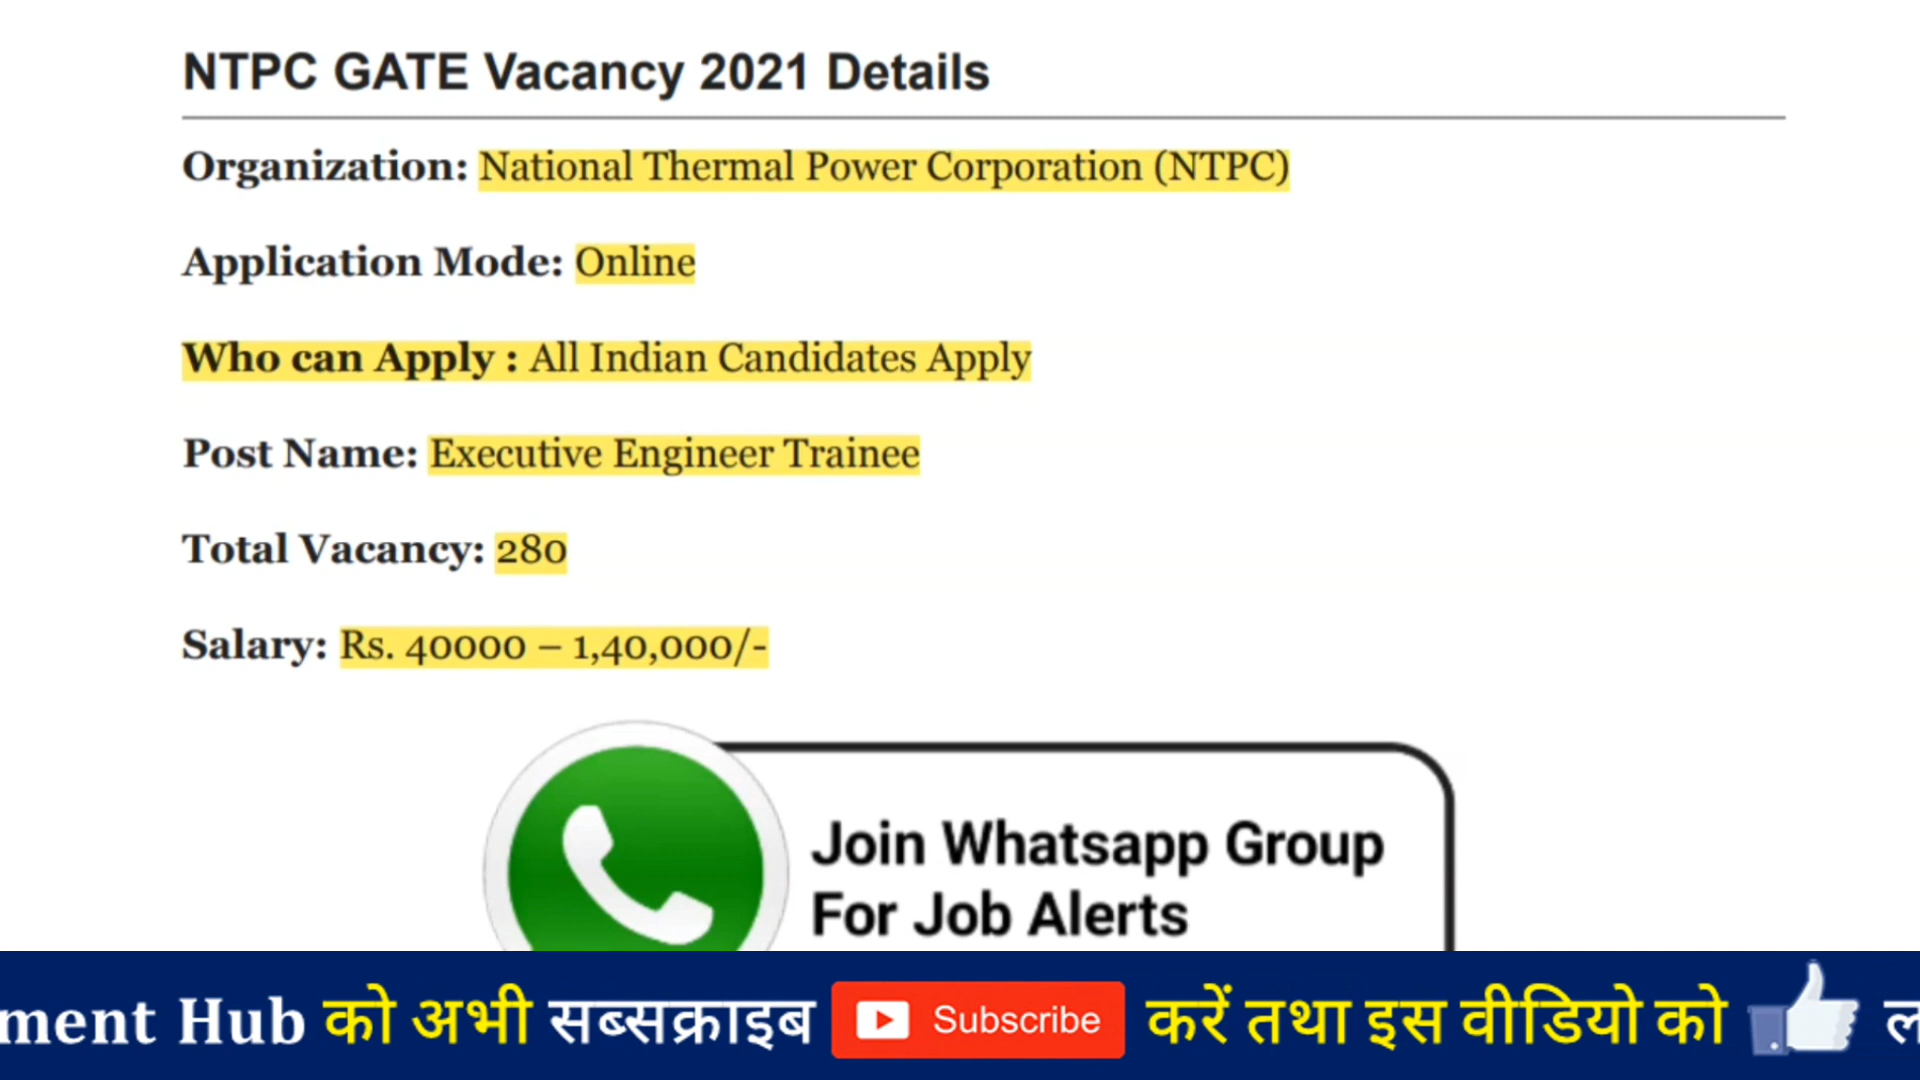 NTPC GATE Vacancy 2021 Details
Organization: National Thermal Power Corporation (NTPC)
Application Mode: Online
Who can Apply : All Indian Candidates Apply
Post Name: Executive Engineer Trainee
Total Vacancy: 280
Salary: Rs. 40000 – 1,40,000/-
Join Whatsapp Group
For Job Alerts
ment Hub को अभी सब्सक्राइब Subscribe करें तथा इस वीडियो को